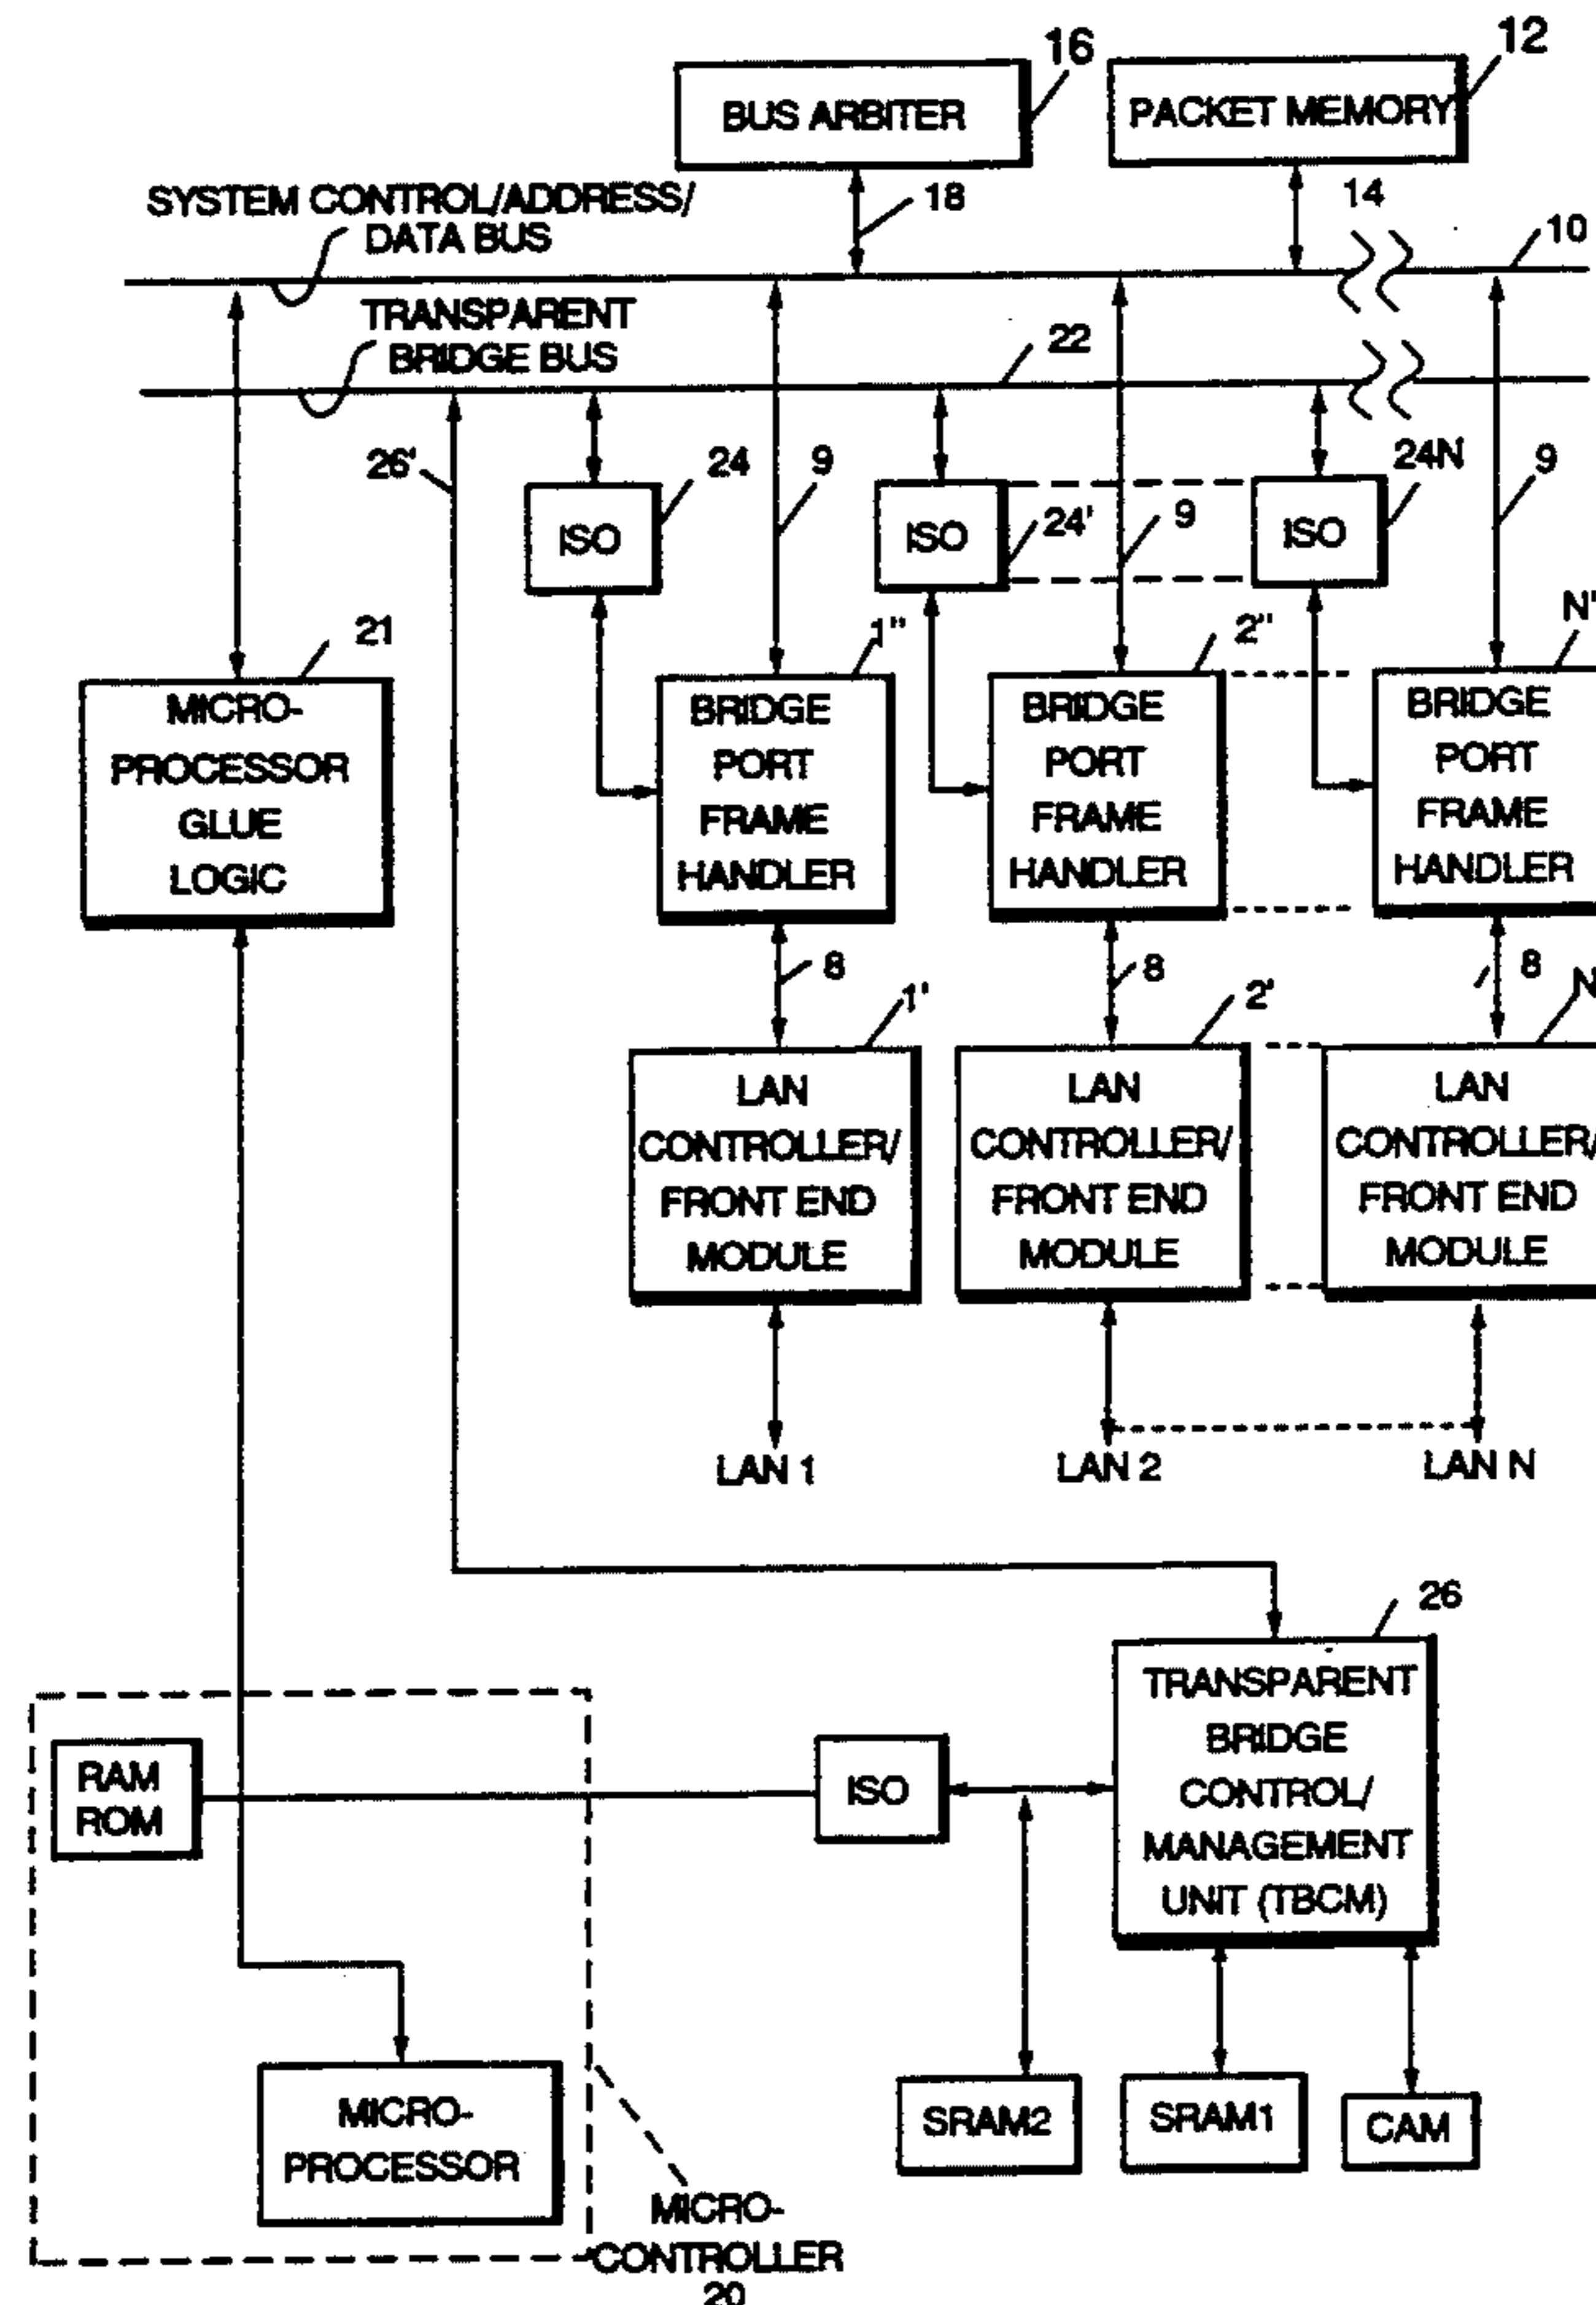 16
12
BUS ARBITER
PACKET MEMORY
18
14
SYSTEM CONTROL/ADDRESS/
DATA BUS
10
TRANSPARENT
BRIDGE BUS
22
26'
24
9
24'
9
24N
9
ISO
ISO
ISO
21
1"
2"
N"
MICRO-
PROCESSOR
GLUE
LOGIC
BRIDGE
PORT
FRAME
HANDLER
BRIDGE
PORT
FRAME
HANDLER
BRIDGE
PORT
FRAME
HANDLER
8
8
8
1'
2'
LAN
CONTROLLER/
FRONT END
MODULE
LAN
CONTROLLER/
FRONT END
MODULE
LAN
CONTROLLER/
FRONT END
MODULE
LAN 1
LAN 2
LAN N
26
TRANSPARENT
BRIDGE
CONTROL/
MANAGEMENT
UNIT (TBCM)
RAM
ROM
ISO
MICRO-
PROCESSOR
SRAM2
SRAM1
CAM
MICRO-
CONTROLLER
20